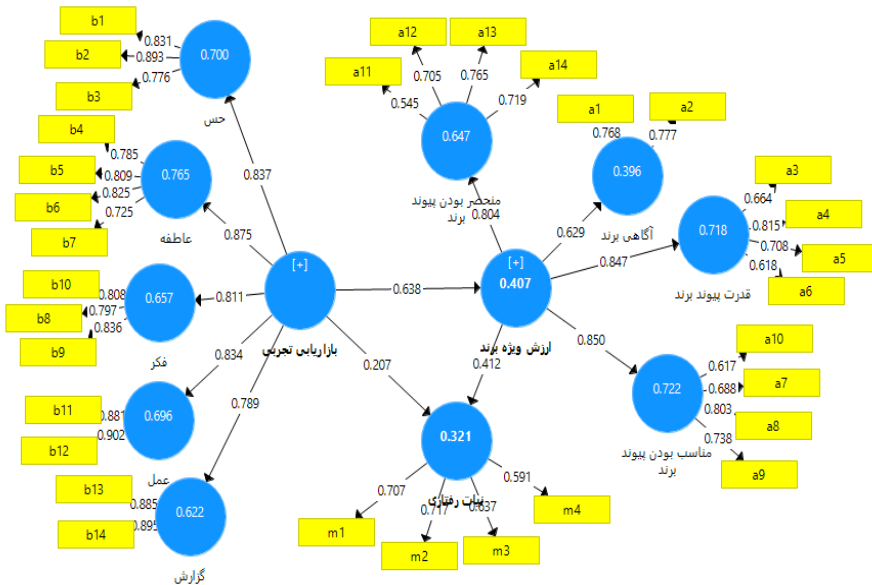 b1
b2
b3
0.831
0.893
0.776
0.700
حس
b4
b5
b6
b7
0.785
0.809
0.825
0.725
0.765
عاطفه
b10
b8
b9
0.808
0.797
0.836
0.657
فکر
b11
b12
0.881
0.902
0.696
عمل
b13
b14
0.885
0.895
0.622
گزارش
0.837
0.875
0.811
0.834
0.789
[+]
بازاریابی تجربی
0.638
0.207
[+]
0.407
ارزش ویژه برند
0.412
0.804
0.629
0.847
0.850
a11
a12
a13
a14
0.545
0.705
0.765
0.719
0.647
منحصر بودن پیوند
برند
a1
a2
0.768
0.777
0.396
آگاهی برند
a3
a4
a5
a6
0.664
0.815
0.708
0.618
0.718
قدرت پیوند برند
a10
a7
a8
a9
0.617
0.688
0.803
0.738
0.722
مناسب بودن پیوند
برند
0.321
نیات رفتاری
0.707
0.717
0.637
0.591
m1
m2
m3
m4